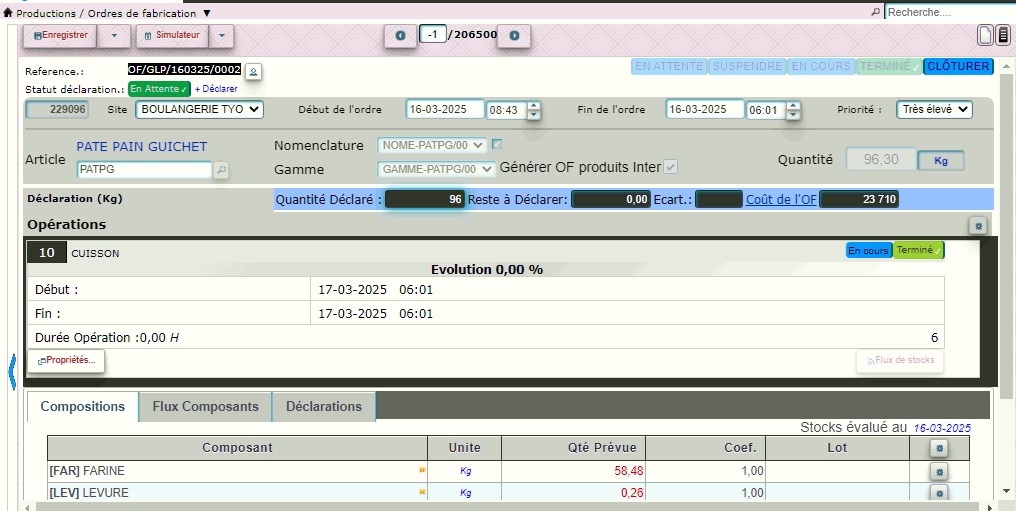 Productions / Ordres de fabrication ▼
Recherche....
Enregistrer Simulateur -1 /206500
Reference.: OF/GLP/160325/0002 EN ATTENTE SUSPENDRE EN COURS TERMINÉ ✓ CLÔTURER
Statut déclaration.: En Attente ✓ + Déclarer
229096 Site BOULANGERIE TYO Début de l'ordre 16-03-2025 08:43 Fin de l'ordre 16-03-2025 06:01 Priorité : Très élevé
Article PATE PAIN GUICHET Nomenclature NOME-PATPG/00
PATPG Gamme GAMME-PATPG/00 Générer OF produits Inter Quantité 96,30 Kg
Déclaration (Kg) Quantité Déclaré : 96 Reste à Déclarer: 0,00 Ecart.: Coût de l'OF 23 710
Opérations
10 CUISSON En cours Terminé ✓
Evolution 0,00 %
Début : 17-03-2025 06:01
Fin : 17-03-2025 06:01
Durée Opération :0,00 H 6
Propriétés... Flux de stocks
Compositions Flux Composants Déclarations
Stocks évalué au 16-03-2025
Composant Unite Qté Prévue Coef. Lot
[FAR] FARINE Kg 58,48 1,00
[LEV] LEVURE Kg 0,26 1,00